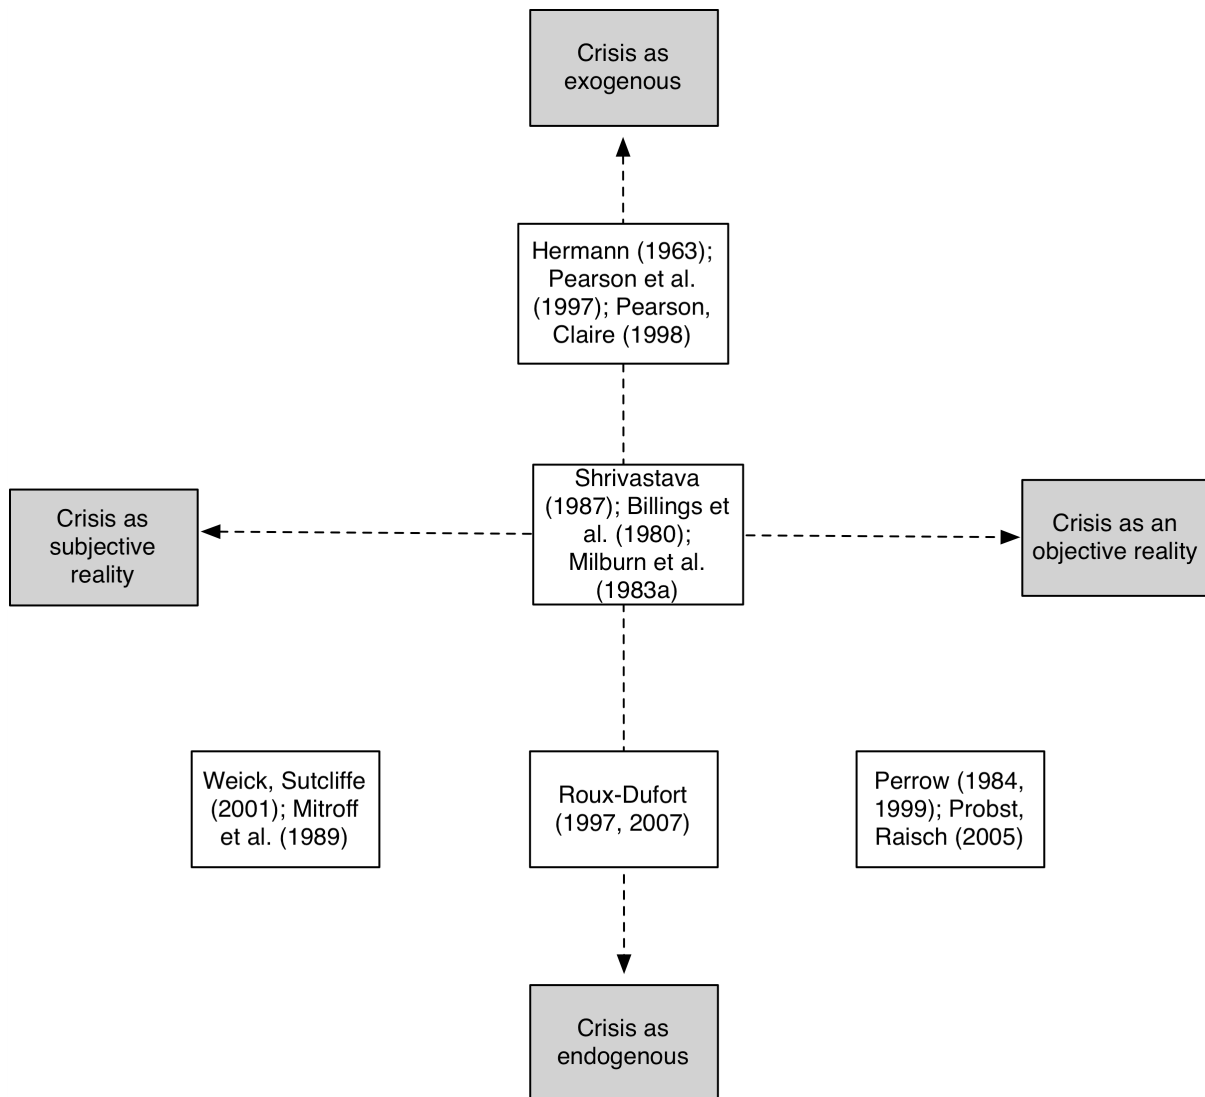 Crisis as
exogenous
Hermann (1963);
Pearson et al.
(1997); Pearson,
Claire (1998)
Shrivastava
(1987); Billings et
al. (1980);
Milburn et al.
(1983a)
Crisis as
subjective
reality
Crisis as an
objective reality
Weick, Sutcliffe
(2001); Mitroff
et al. (1989)
Roux-Dufort
(1997, 2007)
Perrow (1984,
1999); Probst,
Raisch (2005)
Crisis as
endogenous